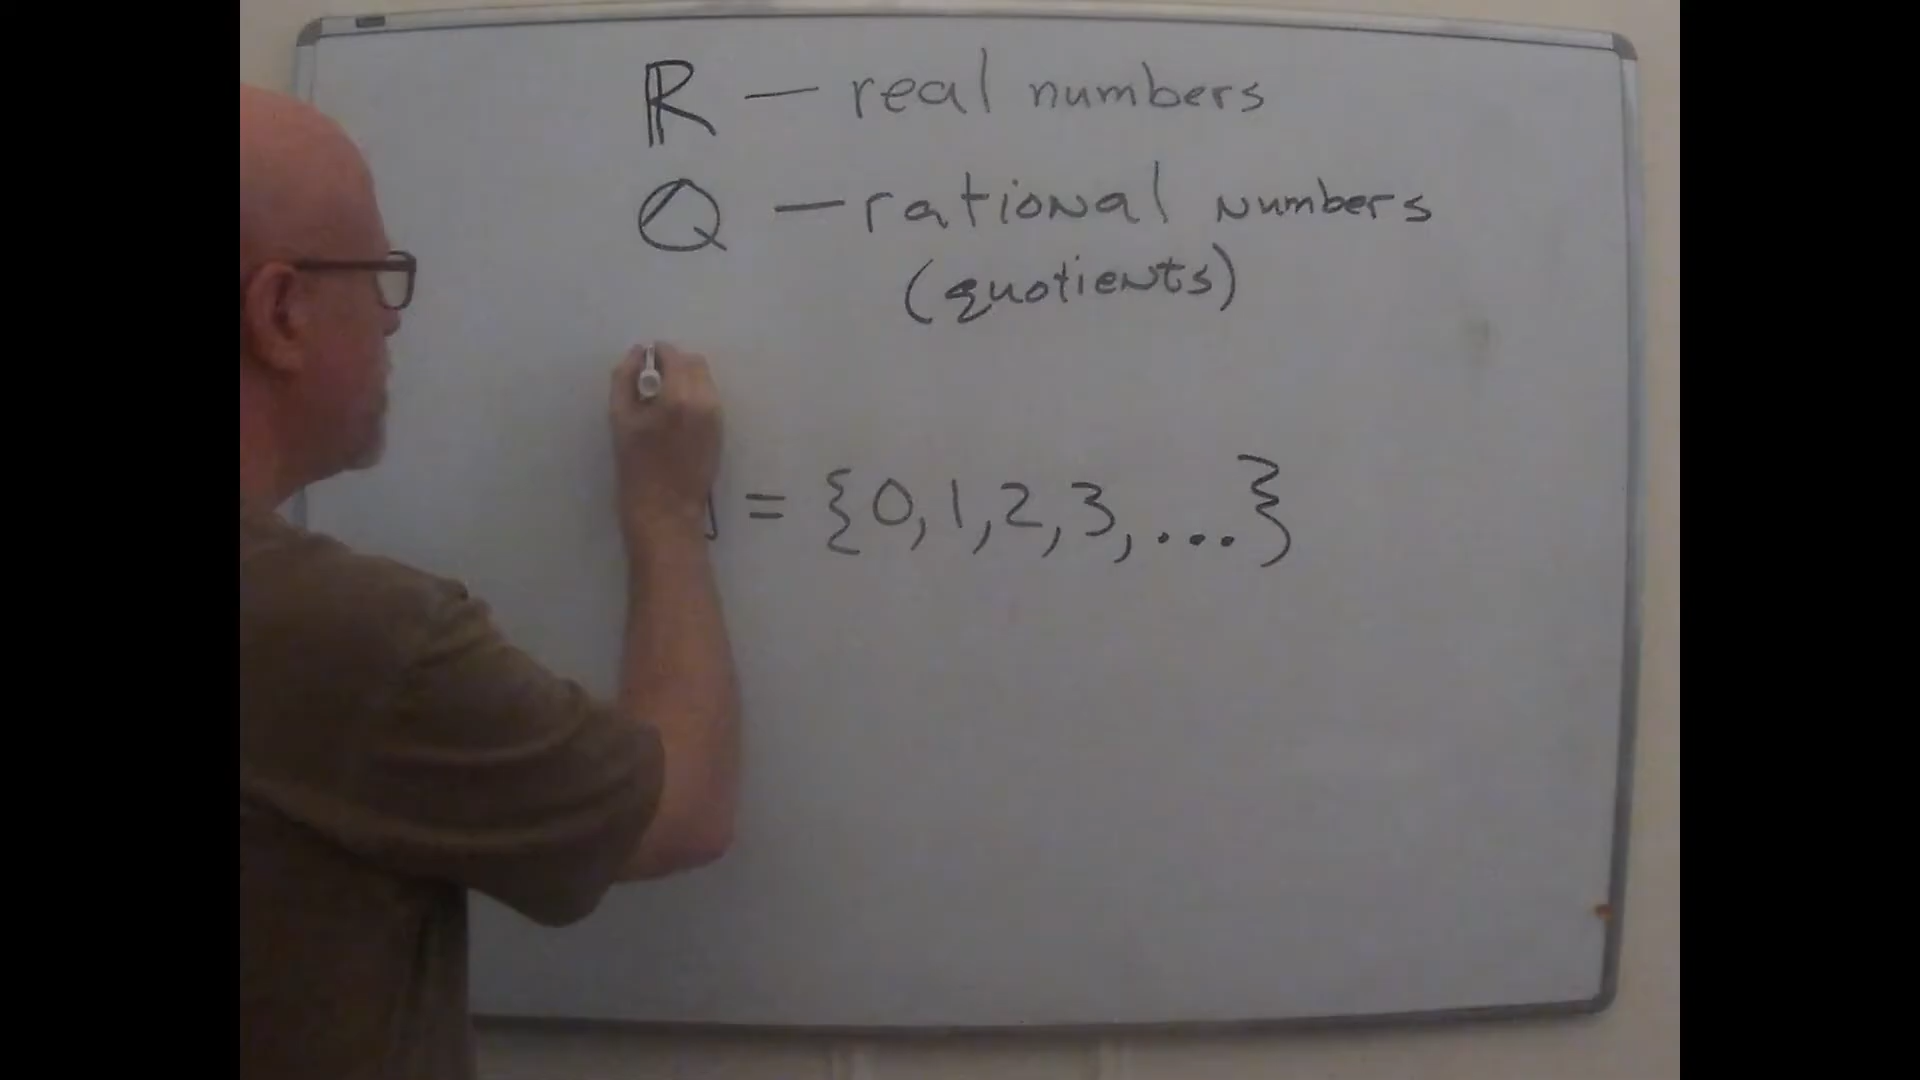 ℝ — real numbers
ℚ — rational numbers
(quotients)
= {0, 1, 2, 3, ...}